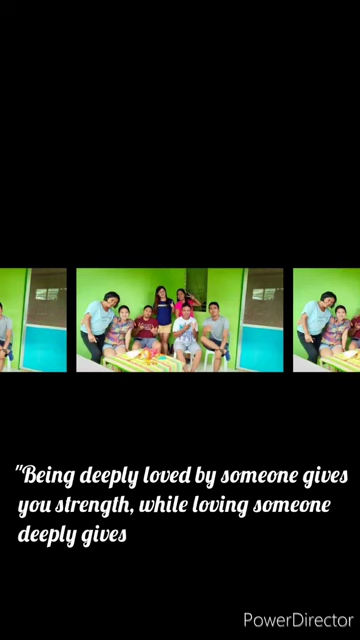 "Being deeply loved by someone gives
you strength, while loving someone
deeply gives
PowerDirector